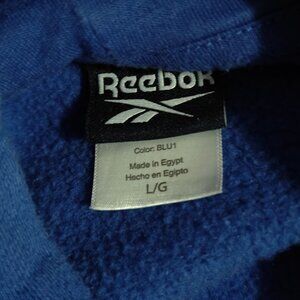 Reebok
Color: BLU1
Made in Egypt
Hecho en Egipto
L/G